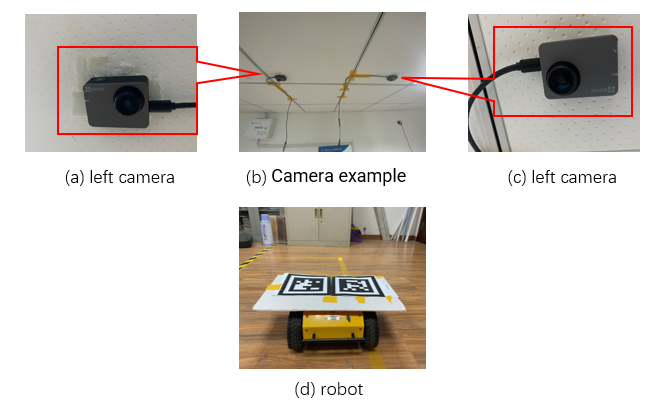 (a) left camera
(b) Camera example
(c) left camera
(d) robot